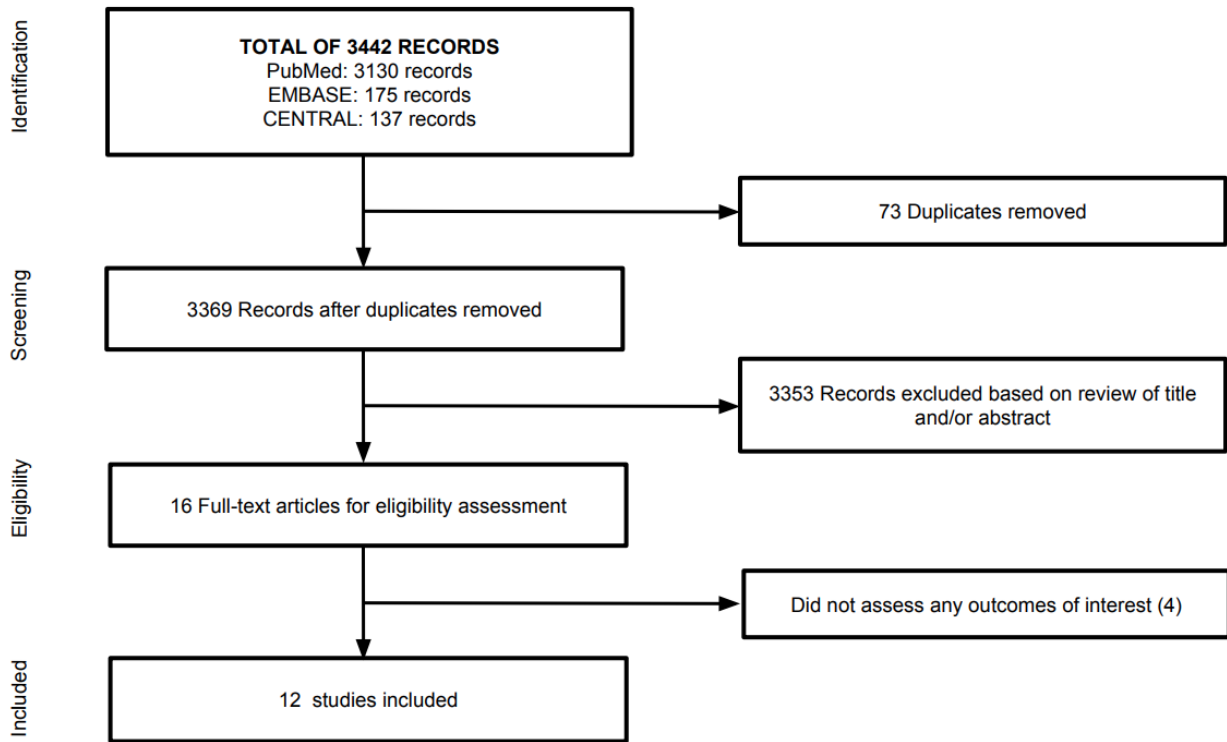 Identification
TOTAL OF 3442 RECORDS
PubMed: 3130 records
EMBASE: 175 records
CENTRAL: 137 records
73 Duplicates removed
Screening
3369 Records after duplicates removed
3353 Records excluded based on review of title
and/or abstract
Eligibility
16 Full-text articles for eligibility assessment
Did not assess any outcomes of interest (4)
Included
12 studies included